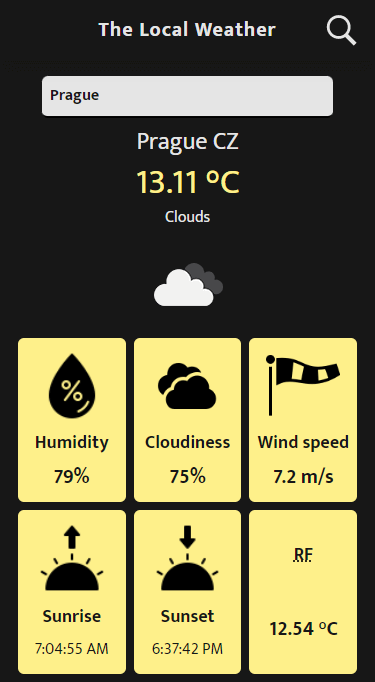 The Local Weather
Prague
Prague CZ
13.11 °C
Clouds
%
Humidity Cloudiness Wind speed
79% 75% 7.2 m/s
RF
Sunrise Sunset 12.54 °C
7:04:55 AM 6:37:42 PM